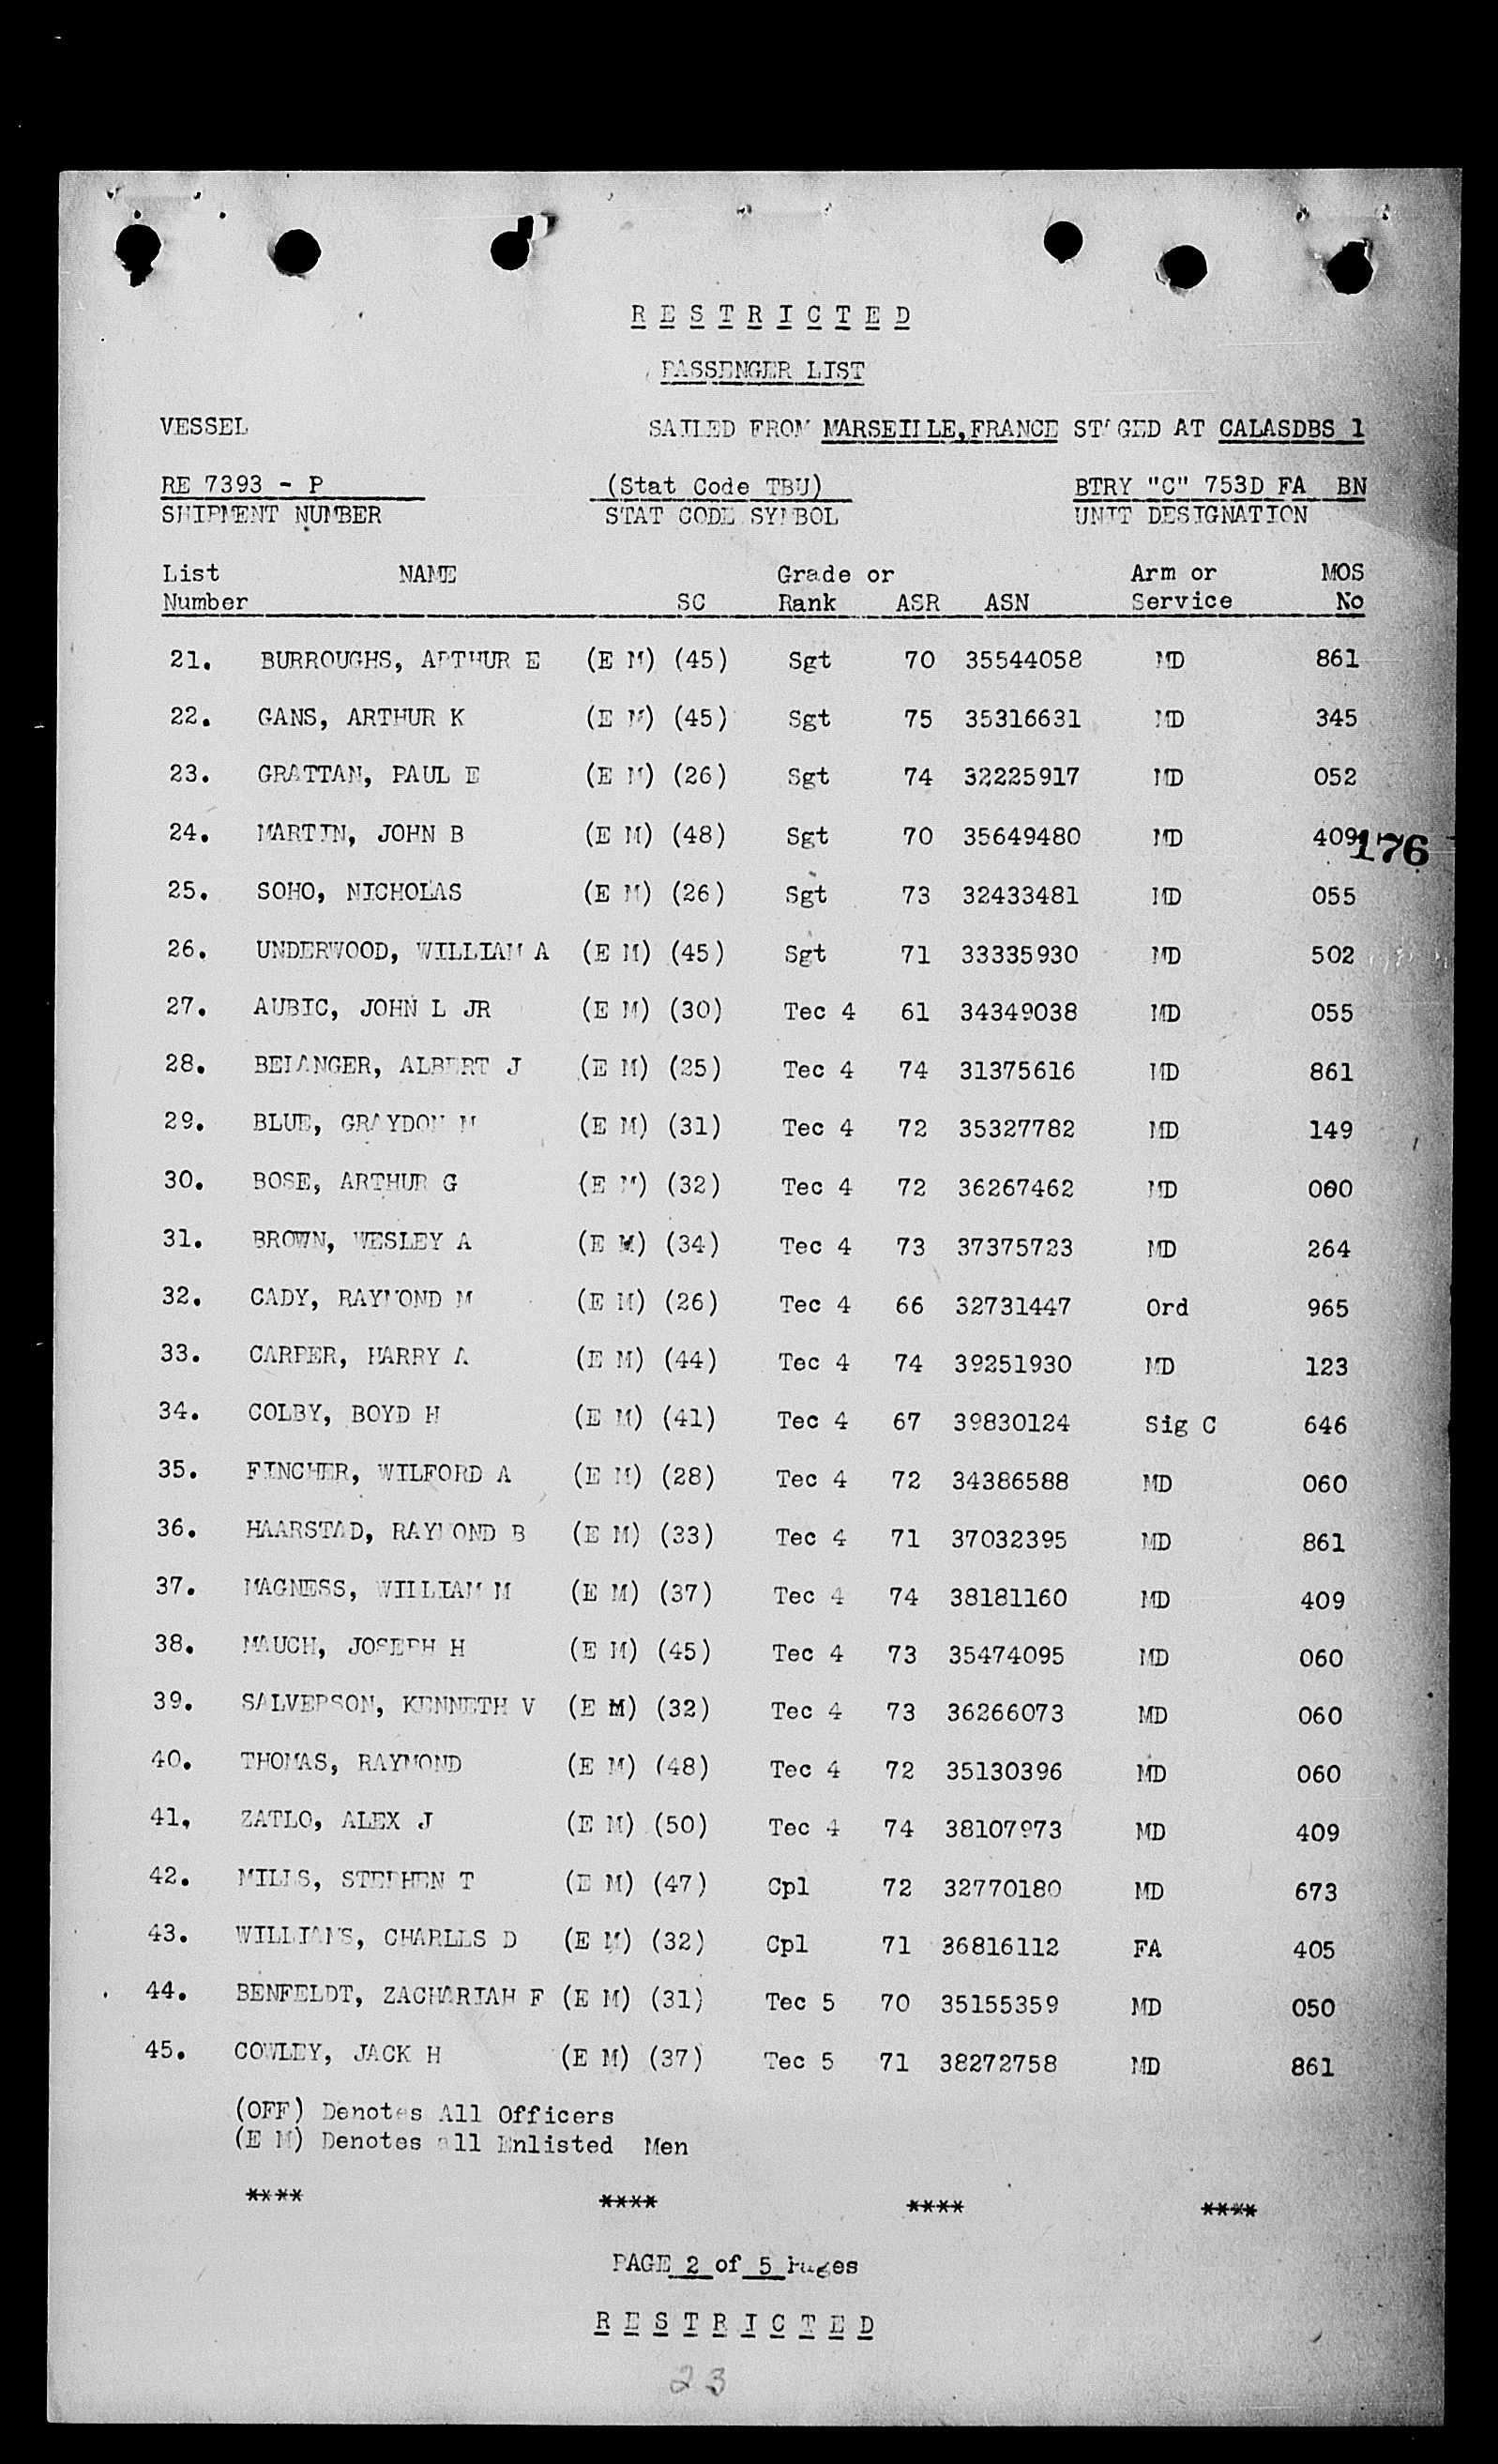 R E S T R I C T E D
PASSENGER LIST
VESSEL SAILED FROM MARSEILLE,FRANCE STAGED AT CALASDBS 1
RE 7393 - P (Stat Code TBU) BTRY "C" 753D FA BN
SHIPMENT NUMBER STAT CODE SYMBOL UNIT DESIGNATION
List NAME Grade or Arm or MOS
Number SC Rank ASR ASN Service No
21. BURROUGHS, ARTHUR E (E M) (45) Sgt 70 35544058 MD 861
22. GANS, ARTHUR K (E M) (45) Sgt 75 35316631 MD 345
23. GRATTAN, PAUL E (E M) (26) Sgt 74 32225917 MD 052
24. MARTIN, JOHN B (E M) (48) Sgt 70 35649480 MD 409
176
25. SOHO, NICHOLAS (E M) (26) Sgt 73 32433481 MD 055
26. UNDERWOOD, WILLIAM A (E M) (45) Sgt 71 33335930 MD 502
27. AUBIC, JOHN L JR (E M) (30) Tec 4 61 34349038 MD 055
28. BELANGER, ALBERT J (E M) (25) Tec 4 74 31375616 MD 861
29. BLUE, GRAYDON M (E M) (31) Tec 4 72 35327782 MD 149
30. BOSE, ARTHUR G (E M) (32) Tec 4 72 36267462 MD 060
31. BROWN, WESLEY A (E M) (34) Tec 4 73 37375723 MD 264
32. CADY, RAYMOND M (E M) (26) Tec 4 66 32731447 Ord 965
33. HARRY A (E M) (44) Tec 4 74 39251930 MD 123
34. COLBY, BOYD H (E M) (41) Tec 4 67 39830124 Sig C 646
35. FINCHER, WILFORD A (E M) (28) Tec 4 72 34386588 MD 060
36. HAARSTAD, RAYMOND B (E M) (33) Tec 4 71 37032395 MD 861
37. MAGNESS, WILLIAM M (E M) (37) Tec 4 74 38181160 MD 409
38. MAUCH, JOSEPH H (E M) (45) Tec 4 73 35474095 MD 060
39. SALVERSON, KENNETH V (E M) (32) Tec 4 73 36266073 MD 060
40. THOMAS, RAYMOND (E M) (48) Tec 4 72 35130396 MD 060
41. ZATLO, ALEX J (E M) (50) Tec 4 74 38107973 MD 409
42. MILLS, STEPHEN T (E M) (47) Cpl 72 32770180 MD 673
43. WILLIAMS, CHARLES D (E M) (32) Cpl 71 36816112 FA 405
44. BENFELDT, ZACHARIAH F (E M) (31) Tec 5 70 35155359 MD 050
45. COWLEY, JACK H (E M) (37) Tec 5 71 38272758 MD 861
(OFF) Denotes All Officers
(E M) Denotes all Enlisted Men
**** **** **** ****
PAGE 2 of 5 Pages
R E S T R I C T E D
23